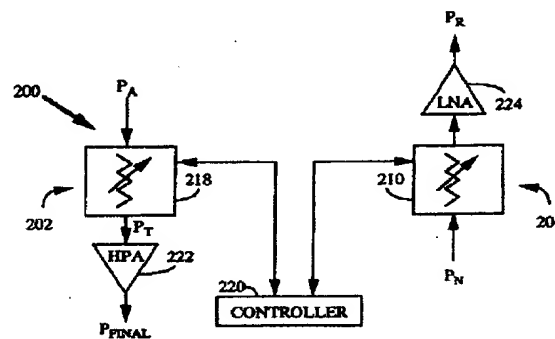 P_R
200
P_A
LNA
224
218
210
20
202
P_T
HPA
222
220
P_N
CONTROLLER
P_FINAL